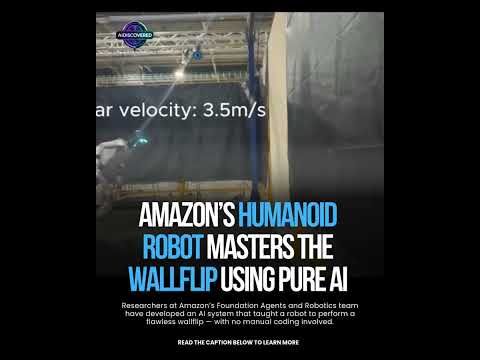 AIDISCOVERED
ar velocity: 3.5m/s
AMAZON'S HUMANOID
ROBOT MASTERS THE
WALLFLIP USING PURE AI
Researchers at Amazon's Foundation Agents and Robotics team
have developed an AI system that taught a robot to perform a
flawless wallflip — with no manual coding involved.
READ THE CAPTION BELOW TO LEARN MORE